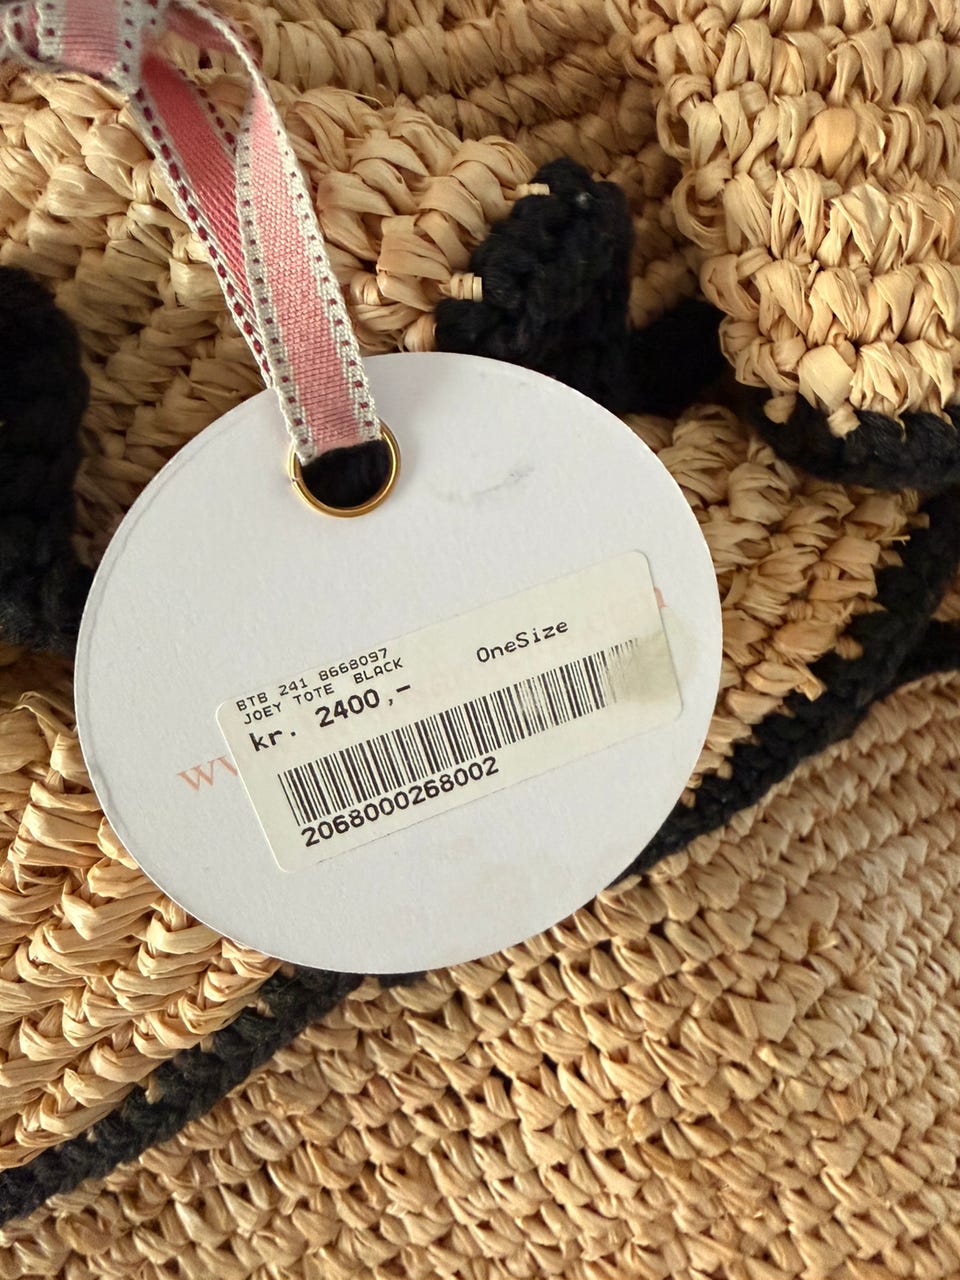 BTB 241 8668097
JOEY TOTE BLACK
OneSize
kr. 2400,-
2068000268002